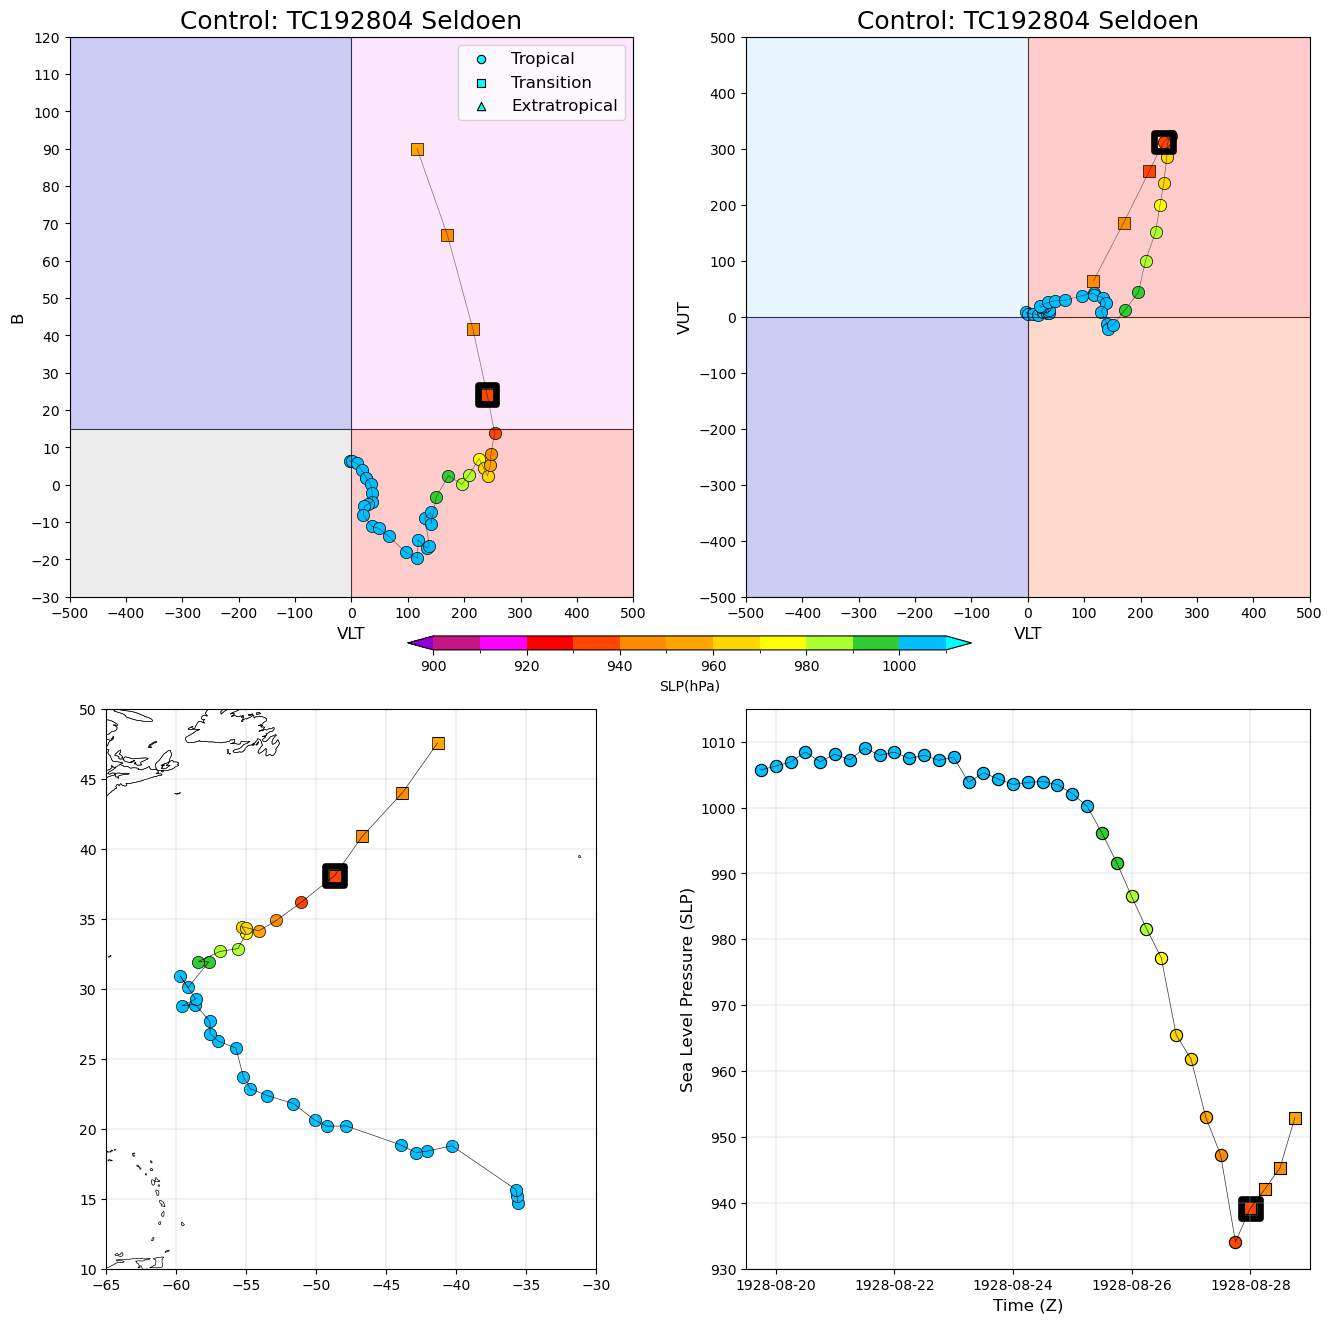 Control: TC192804 Seldoen
120
110
100
90
80
70
60
50
40
30
20
10
0
−10
−20
−30
B
Tropical
Transition
Extratropical
−500 −400 −300 −200 −100 0 100 200 300 400 500
VLT
Control: TC192804 Seldoen
500
400
300
200
100
0
−100
−200
−300
−400
−500
VUT
−500 −400 −300 −200 −100 0 100 200 300 400 500
VLT
900 920 940 960 980 1000
SLP(hPa)
50
45
40
35
30
25
20
15
10
−65 −60 −55 −50 −45 −40 −35 −30
1010
1000
990
980
970
960
950
940
930
Sea Level Pressure (SLP)
1928-08-20 1928-08-22 1928-08-24 1928-08-26 1928-08-28
Time (Z)